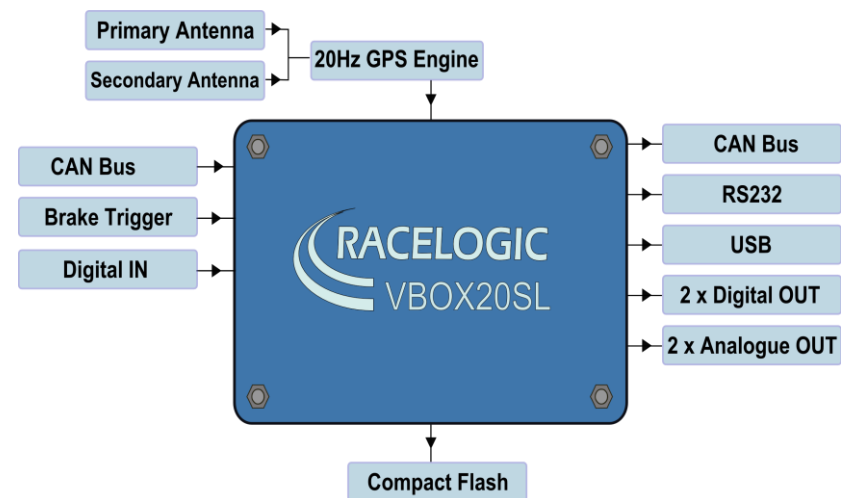 Primary Antenna
Secondary Antenna
20Hz GPS Engine
CAN Bus
Brake Trigger
Digital IN
RACELOGIC
VBOX20SL
CAN Bus
RS232
USB
2 x Digital OUT
2 x Analogue OUT
Compact Flash